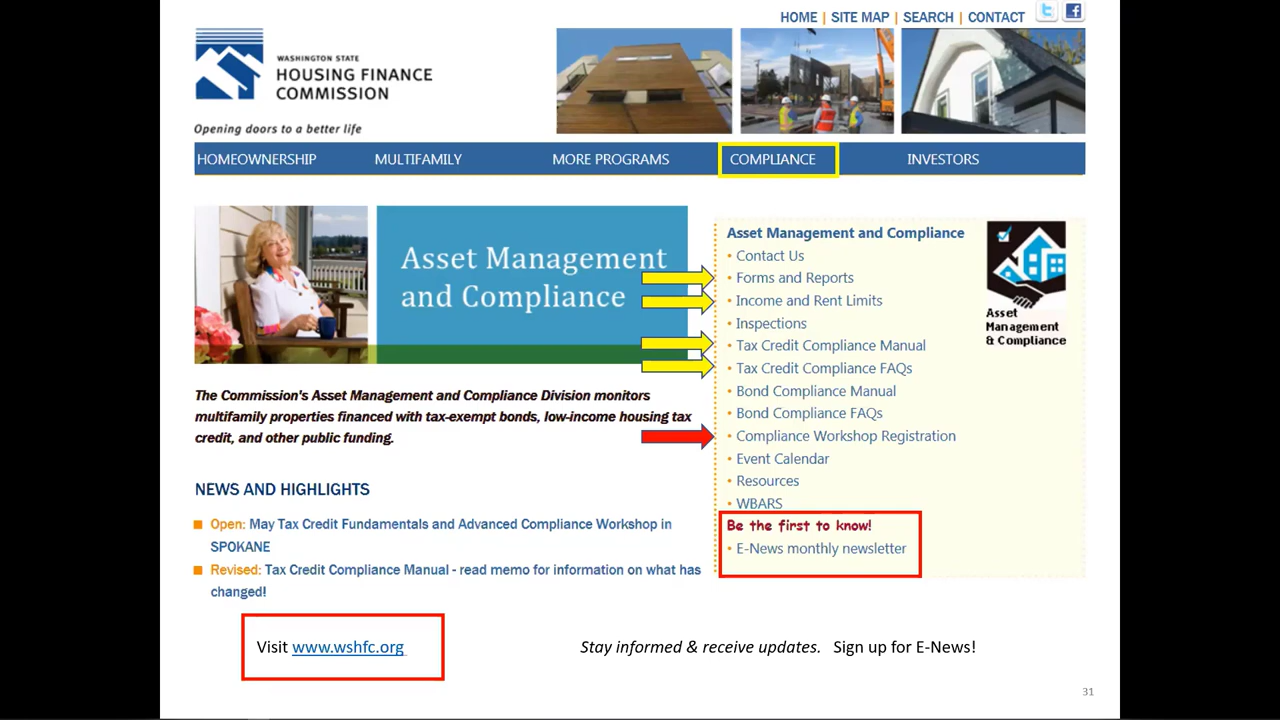 HOME | SITE MAP | SEARCH | CONTACT
WASHINGTON STATE
HOUSING FINANCE
COMMISSION
Opening doors to a better life
HOMEOWNERSHIP MULTIFAMILY MORE PROGRAMS COMPLIANCE INVESTORS
Asset Management
and Compliance
Asset Management and Compliance
• Contact Us
• Forms and Reports
• Income and Rent Limits
• Inspections
• Tax Credit Compliance Manual
• Tax Credit Compliance FAQs
• Bond Compliance Manual
• Bond Compliance FAQs
• Compliance Workshop Registration
• Event Calendar
• Resources
• WBARS
Be the first to know!
• E-News monthly newsletter
Asset
Management
& Compliance
The Commission's Asset Management and Compliance Division monitors
multifamily properties financed with tax-exempt bonds, low-income housing tax
credit, and other public funding.
NEWS AND HIGHLIGHTS
Open: May Tax Credit Fundamentals and Advanced Compliance Workshop in
SPOKANE
Revised: Tax Credit Compliance Manual - read memo for information on what has
changed!
Visit www.wshfc.org
Stay informed & receive updates. Sign up for E-News!
31